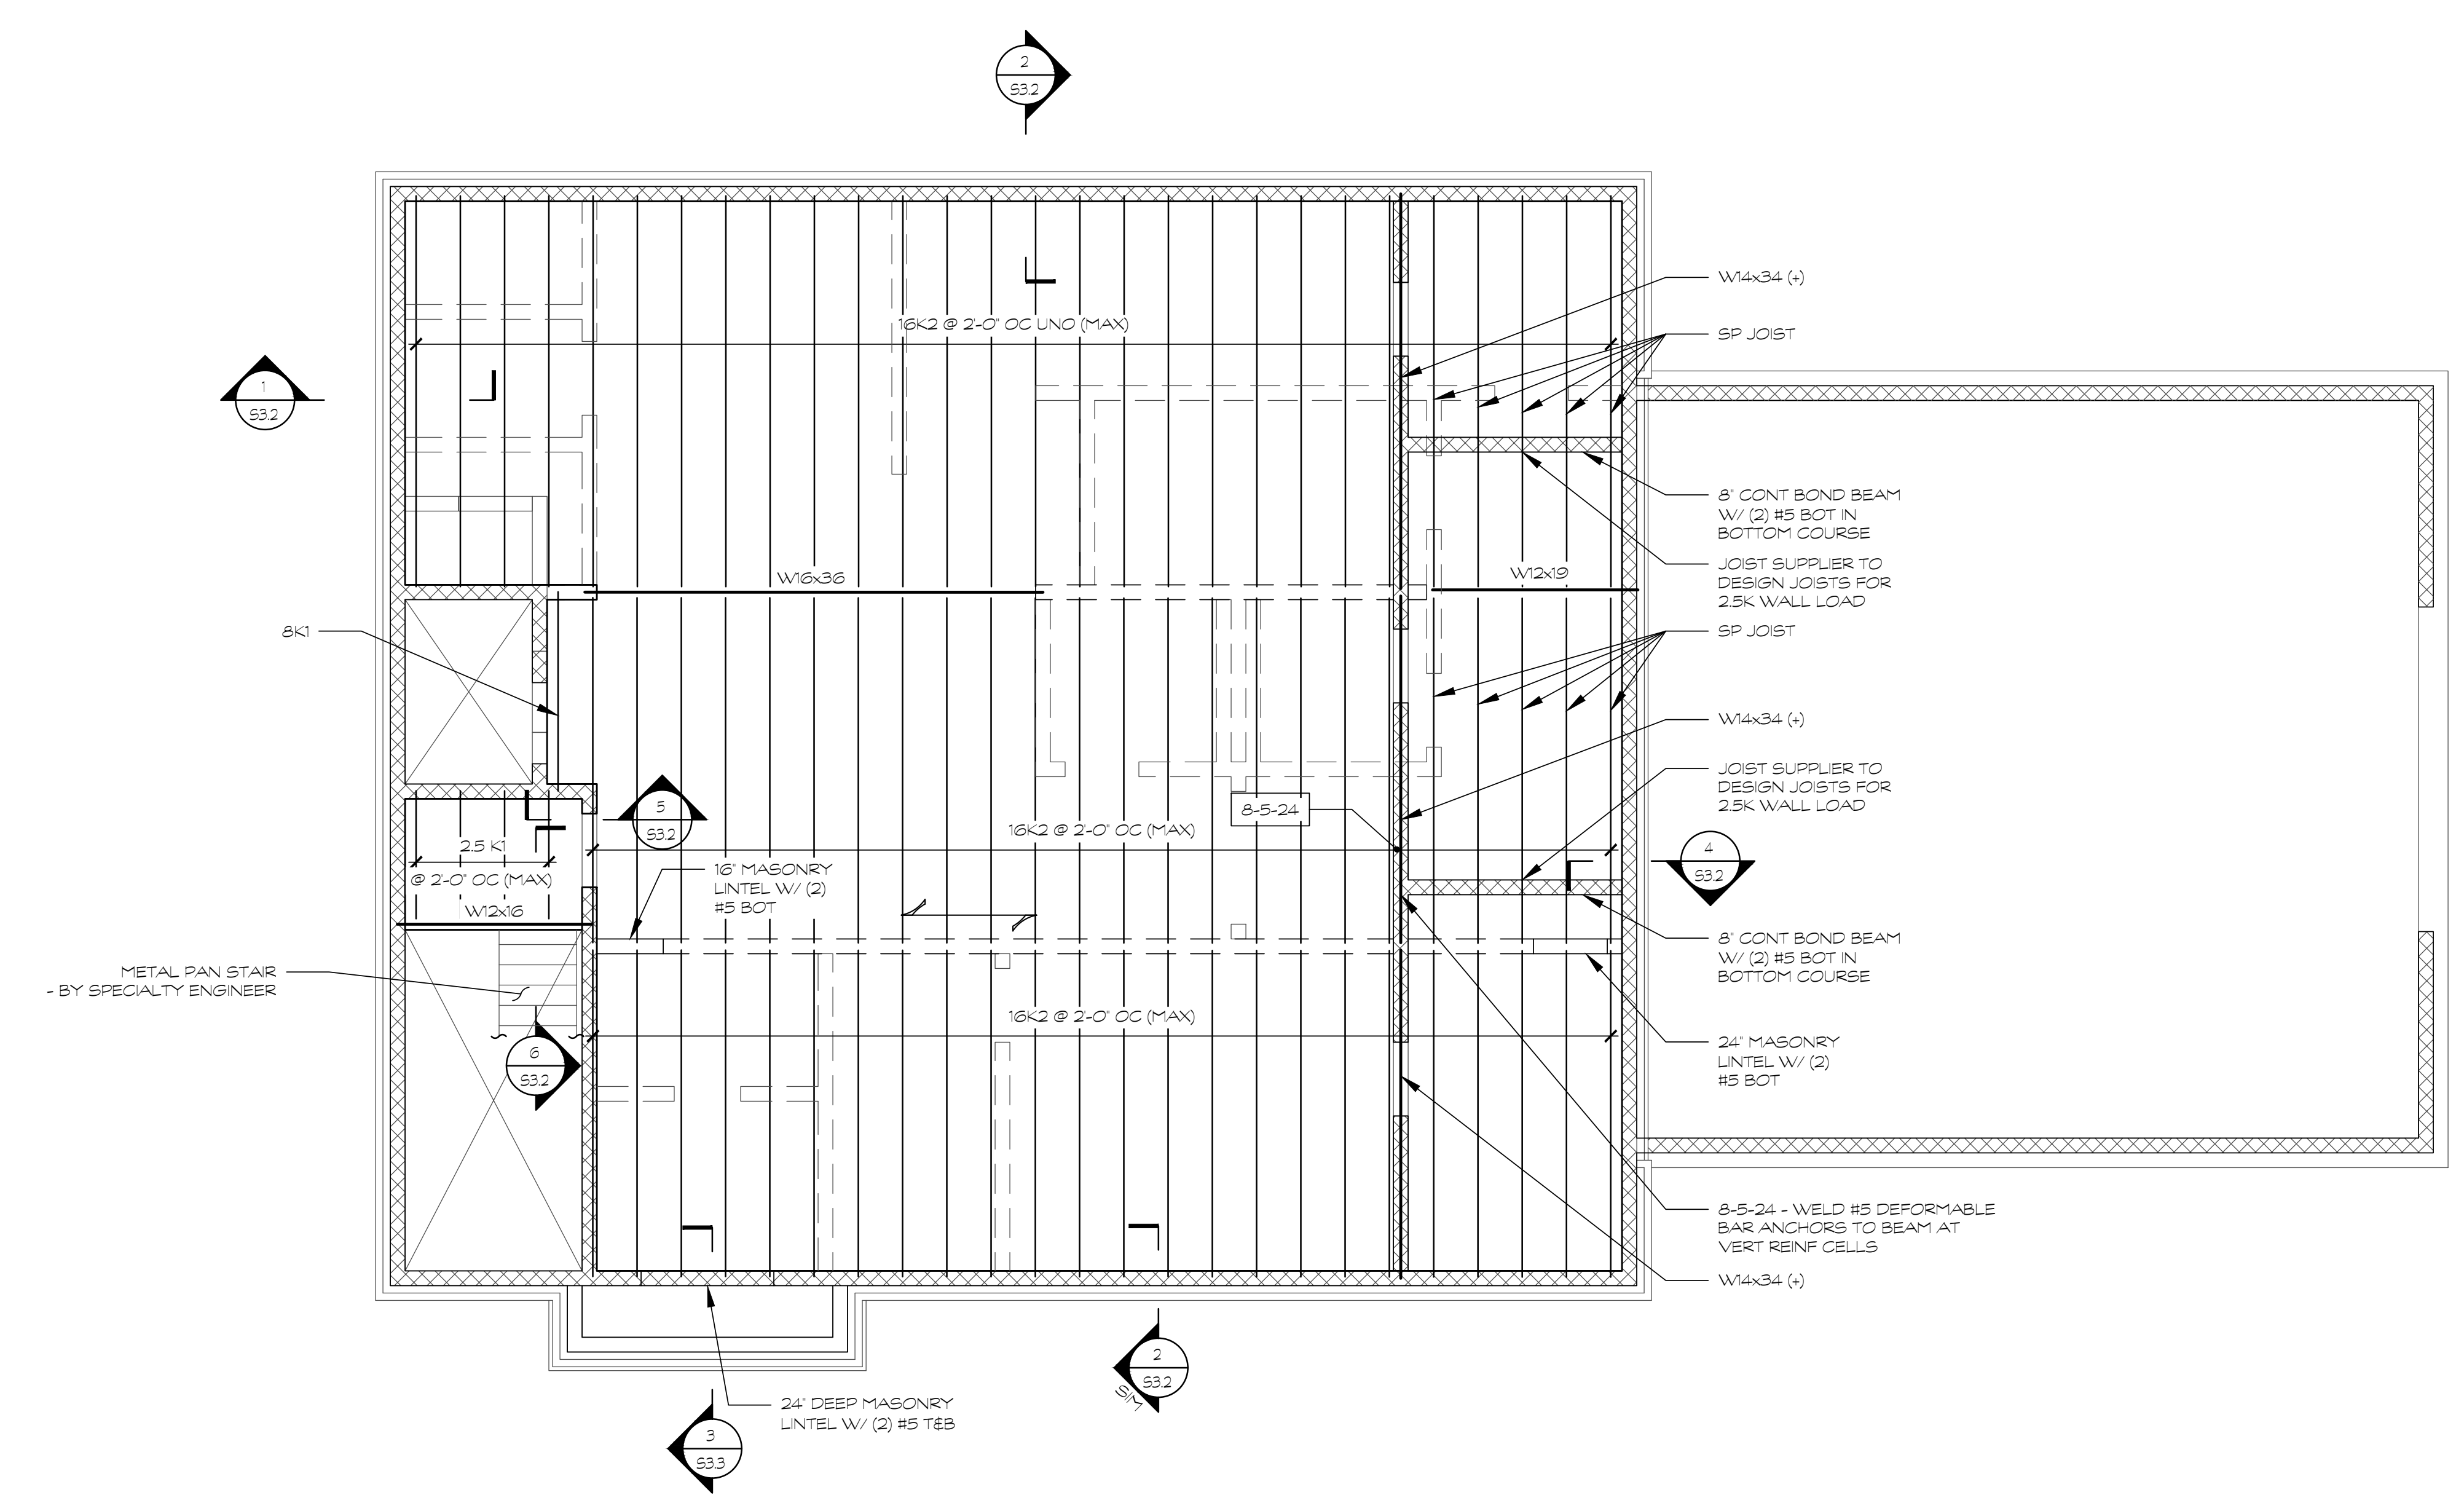 2
S3.2
W14x34 (+)
16K2 @ 2'-0" OC UNO (MAX)
SP JOIST
1
S3.2
8" CONT BOND BEAM
W/ (2) #5 BOT IN
BOTTOM COURSE
JOIST SUPPLIER TO
DESIGN JOISTS FOR
2.5K WALL LOAD
W16x36
W12x19
8K1
SP JOIST
W14x34 (+)
JOIST SUPPLIER TO
DESIGN JOISTS FOR
2.5K WALL LOAD
5
S3.2
8-5-24
16K2 @ 2'-0" OC (MAX)
2.5 K1
@ 2'-0" OC (MAX)
W12x16
16" MASONRY
LINTEL W/ (2)
#5 BOT
4
S3.2
8" CONT BOND BEAM
W/ (2) #5 BOT IN
BOTTOM COURSE
METAL PAN STAIR
- BY SPECIALTY ENGINEER
16K2 @ 2'-0" OC (MAX)
24" MASONRY
LINTEL W/ (2)
#5 BOT
6
S3.2
8-5-24 - WELD #5 DEFORMABLE
BAR ANCHORS TO BEAM AT
VERT REINF CELLS
W14x34 (+)
2
S3.2
SIM
24" DEEP MASONRY
LINTEL W/ (2) #5 T&B
3
S3.3